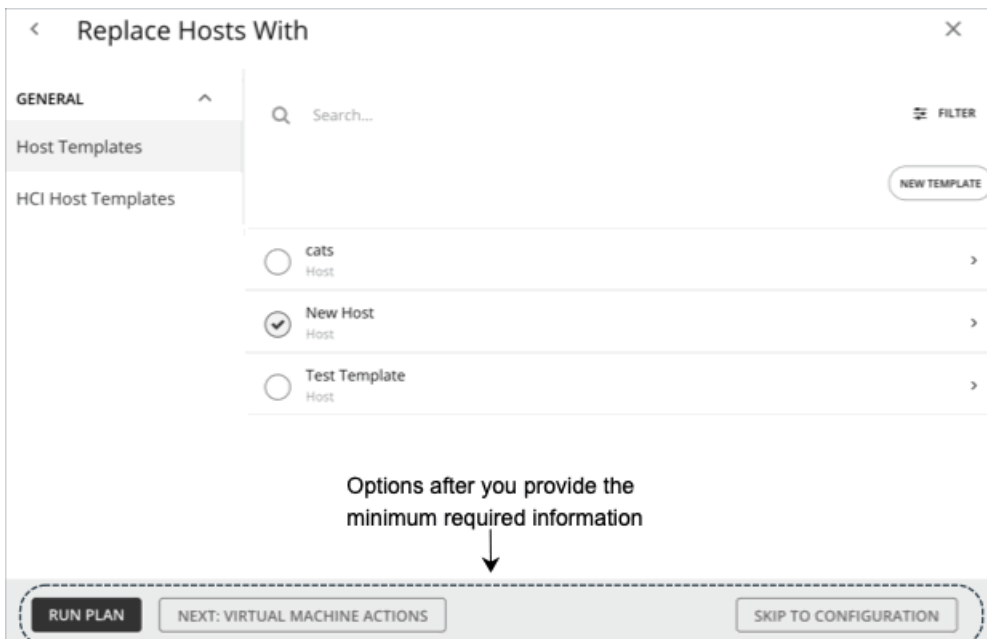 Replace Hosts With
GENERAL
Search...
FILTER
Host Templates
NEW TEMPLATE
HCI Host Templates
cats
Host
New Host
Host
Test Template
Host
Options after you provide the
minimum required information
RUN PLAN
NEXT: VIRTUAL MACHINE ACTIONS
SKIP TO CONFIGURATION